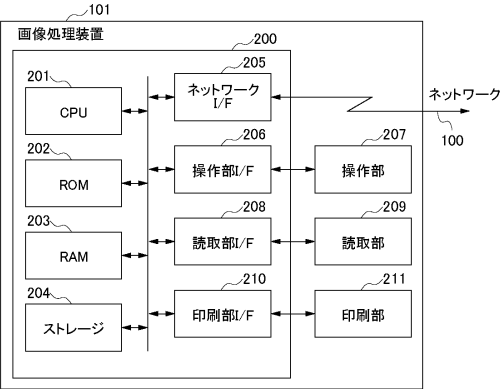 101
画像処理装置
200
201
CPU
202
ROM
203
RAM
204
ストレージ
205
ネットワーク
I/F
206
操作部I/F
208
読取部I/F
210
印刷部I/F
207
操作部
209
読取部
211
印刷部
ネットワーク
100